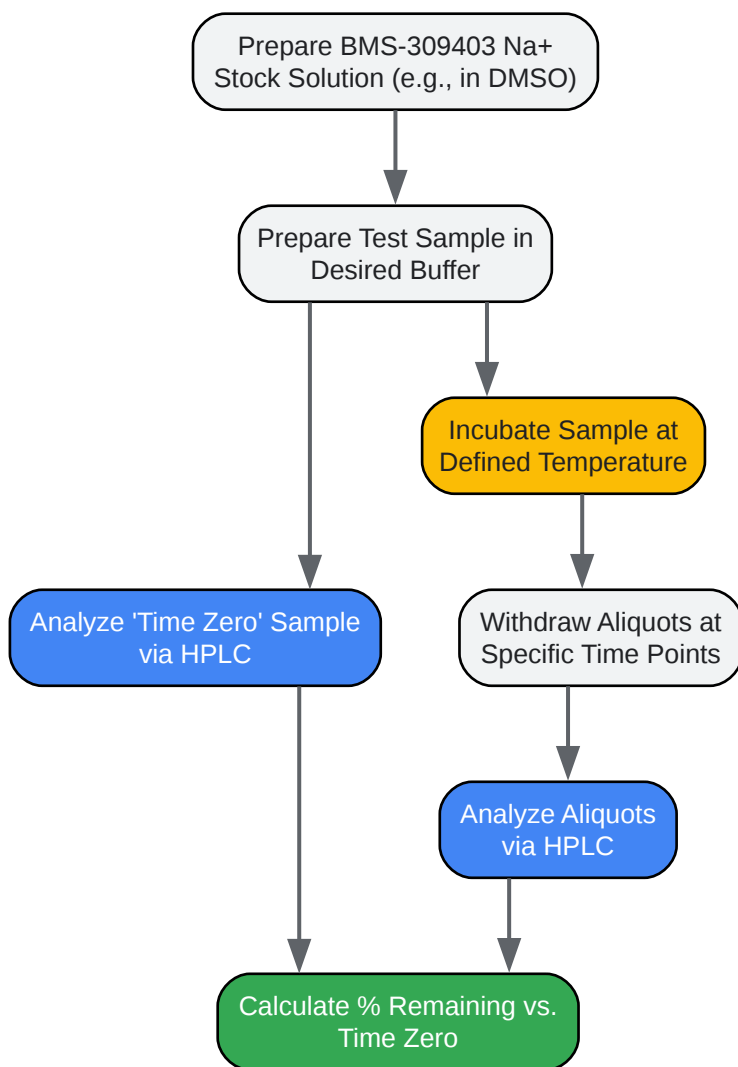 Prepare BMS-309403 Na+
Stock Solution (e.g., in DMSO)
Prepare Test Sample in
Desired Buffer
Incubate Sample at
Defined Temperature
Analyze 'Time Zero' Sample
via HPLC
Withdraw Aliquots at
Specific Time Points
Analyze Aliquots
via HPLC
Calculate % Remaining vs.
Time Zero